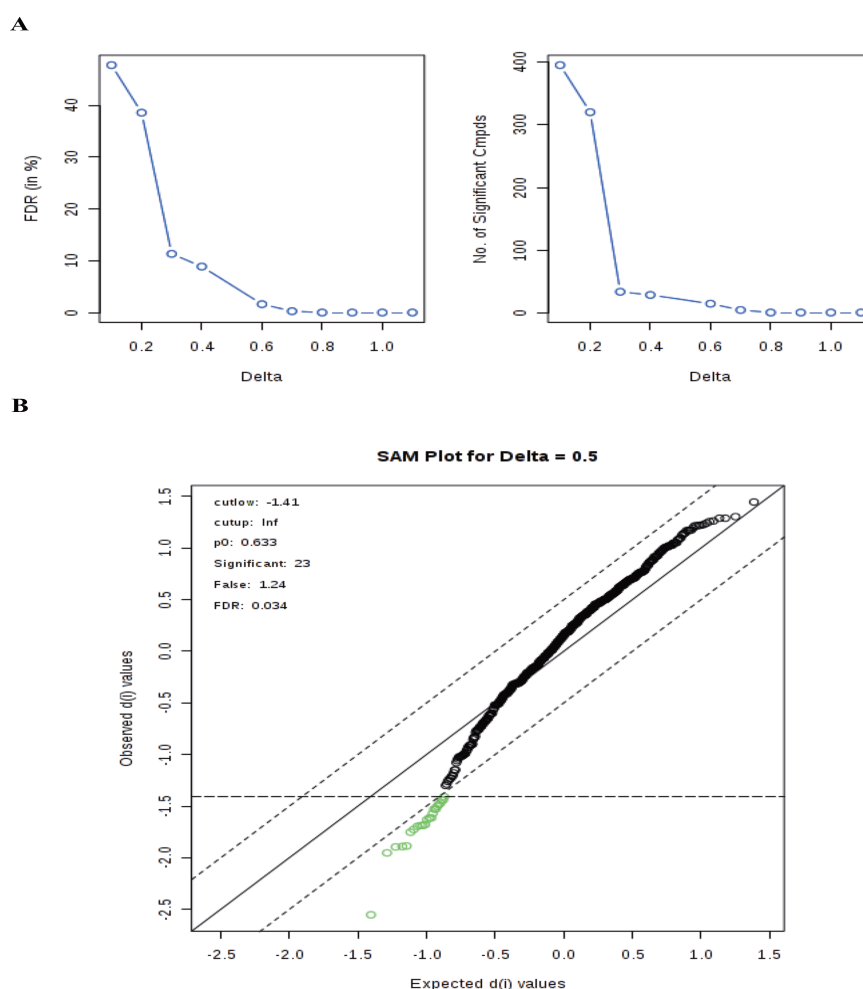 A
FDR (in %)
0 10 20 30 40
0.2 0.4 0.6 0.8 1.0
Delta
No. of Significant Cmpds
0 100 200 300 400
0.2 0.4 0.6 0.8 1.0
Delta
B
SAM Plot for Delta = 0.5
cutlow: -1.41
cutup: Inf
p0: 0.633
Significant: 23
False: 1.24
FDR: 0.034
Observed d(i) values
-2.5 -2.0 -1.5 -1.0 -0.5 0.0 0.5 1.0 1.5
-2.5 -2.0 -1.5 -1.0 -0.5 0.0 0.5 1.0 1.5
Expected d(i) values